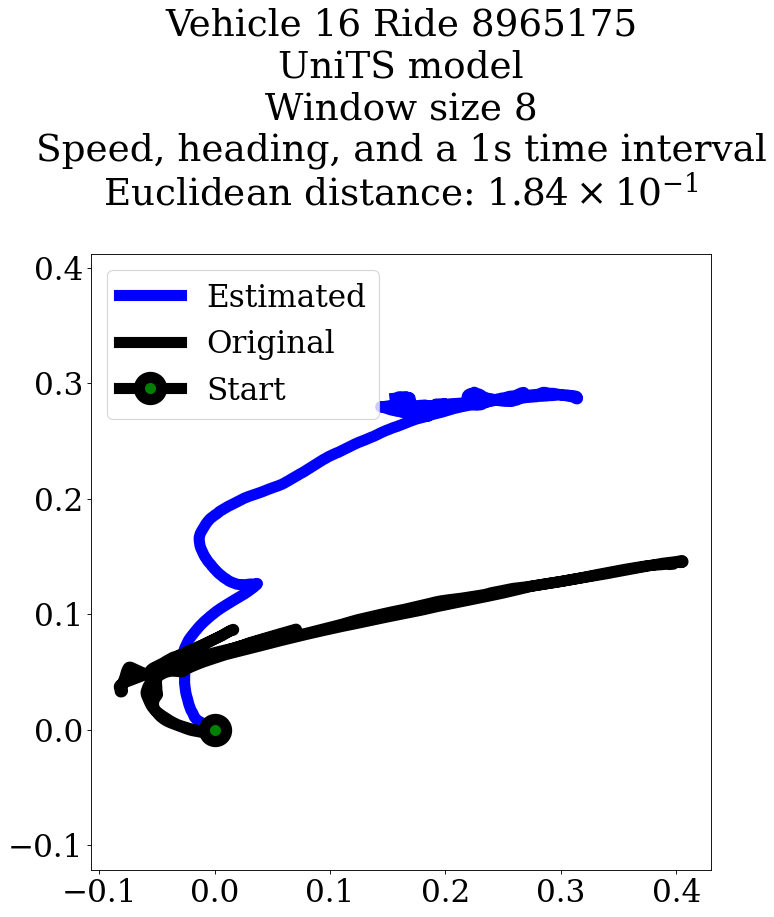 Vehicle 16 Ride 8965175
UniTS model
Window size 8
Speed, heading, and a 1s time interval
Euclidean distance: 1.84 × 10⁻¹
Estimated
Original
Start
0.4
0.3
0.2
0.1
0.0
−0.1
−0.1 0.0 0.1 0.2 0.3 0.4